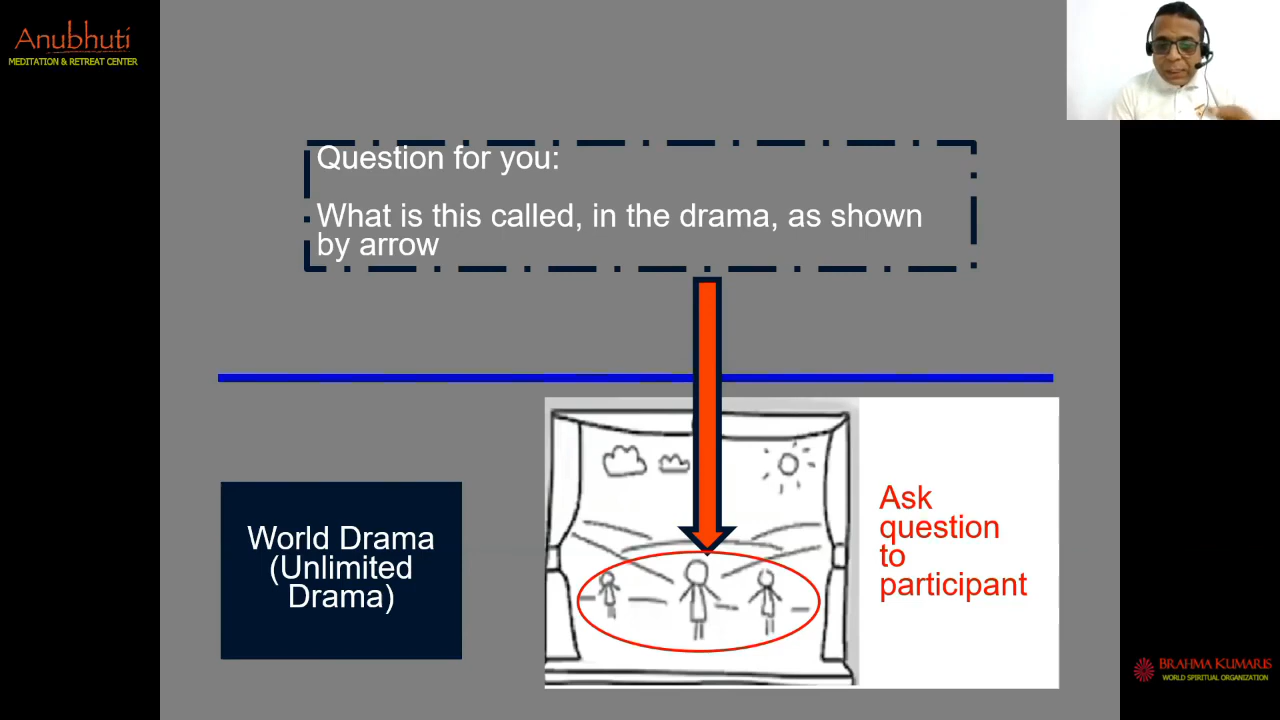 Anubhuti
MEDITATION & RETREAT CENTER
Question for you:
What is this called, in the drama, as shown
by arrow
World Drama
(Unlimited
Drama)
Ask
question
to
participant
BRAHMA KUMARIS
WORLD SPIRITUAL ORGANIZATION